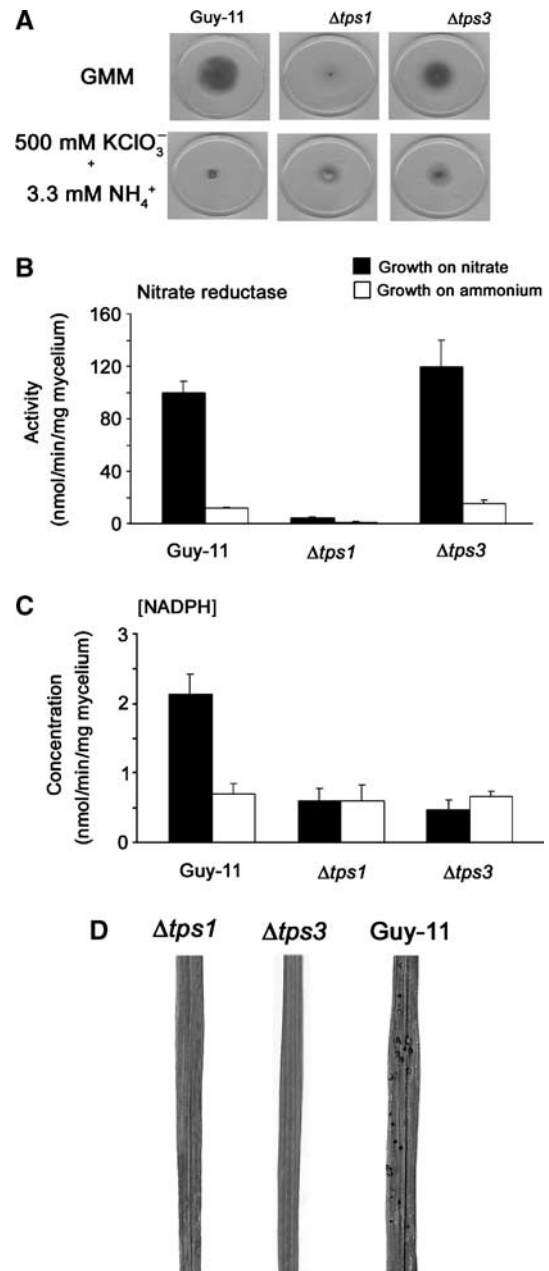 A
Guy-11 Δtps1 Δtps3
GMM
500 mM KClO₃⁻
+
3.3 mM NH₄⁺
B
Growth on nitrate
Growth on ammonium
Nitrate reductase
160
120
80
40
0
Activity
(nmol/min/mg mycelium)
Guy-11 Δtps1 Δtps3
C
[NADPH]
3
2
1
0
Concentration
(nmol/min/mg mycelium)
Guy-11 Δtps1 Δtps3
D
Δtps1 Δtps3 Guy-11